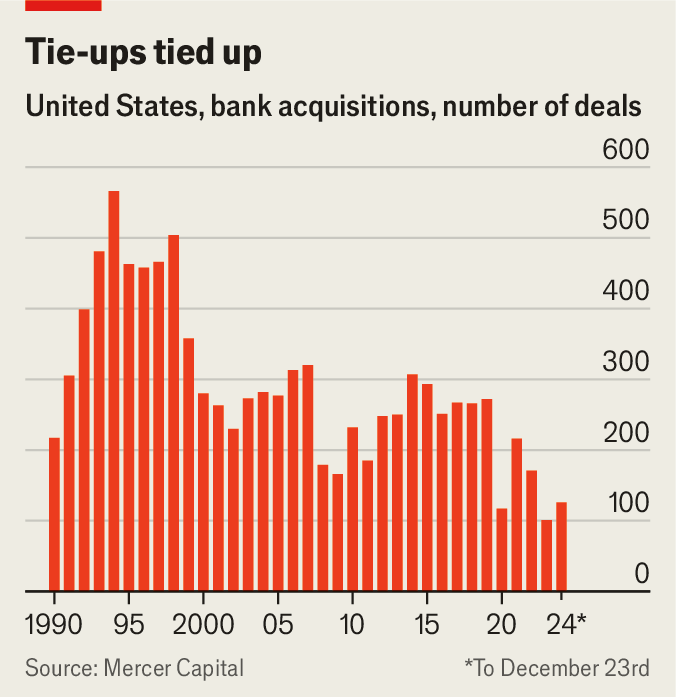 Tie-ups tied up
United States, bank acquisitions, number of deals
600
500
400
300
200
100
0
1990 95 2000 05 10 15 20 24*
Source: Mercer Capital *To December 23rd